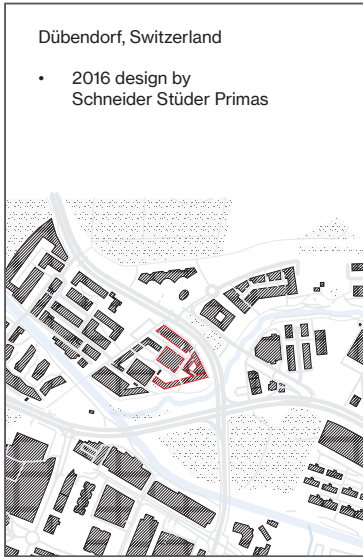 Dübendorf, Switzerland
• 2016 design by
Schneider Stüder Primas